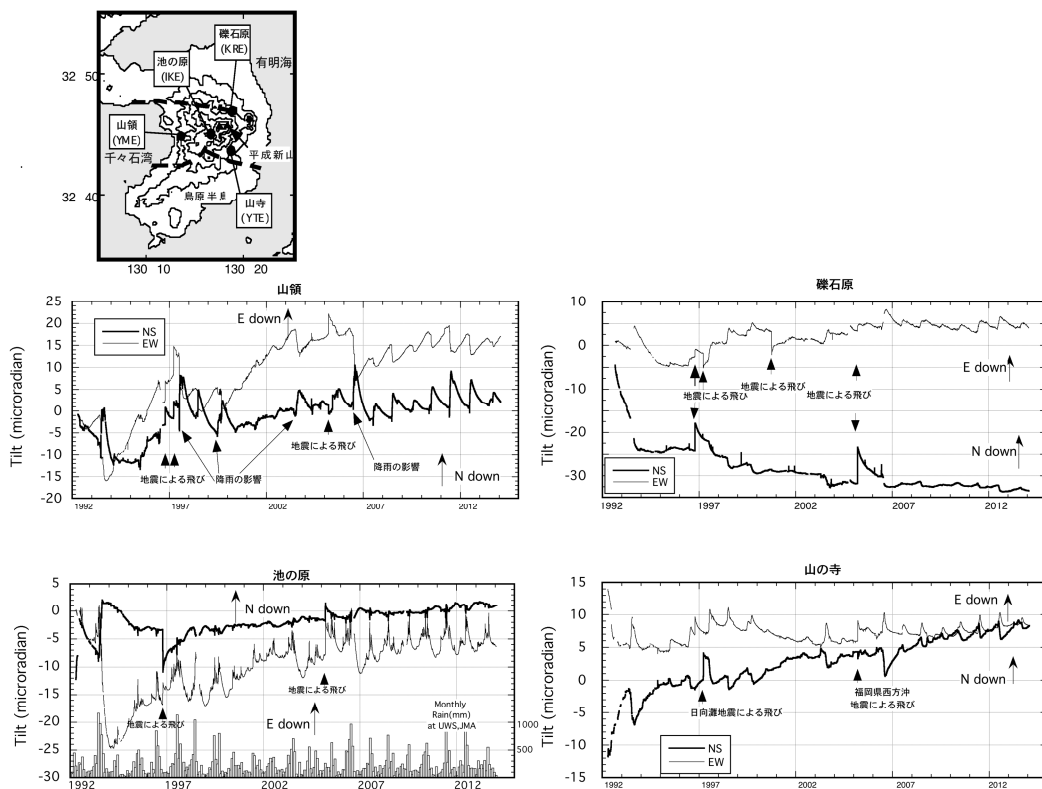 礫石原
(KRE)
池の原
(IKE)
有明海
32 50
山領
(YME)
千々石湾
平成新山
島原半島
32 40
山寺
(YTE)
130 10
130 20
山領
25
20
15
10
5
0
-5
-10
-15
-20
Tilt (microradian)
NS
EW
E down
地震による飛び
降雨の影響
地震による飛び
降雨の影響
N down
1992
1997
2002
2007
2012
礫石原
10
0
-10
-20
-30
Tilt (microradian)
地震による飛び
地震による飛び
地震による飛び
E down
N down
NS
EW
1992
1997
2002
2007
2012
池の原
5
0
-5
-10
-15
-20
-25
-30
Tilt (microradian)
N down
地震による飛び
地震による飛び
E down
Monthly
Rain(mm)
at UWS,JMA
1000
500
1992
1997
2002
2007
2012
山の寺
15
10
5
0
-5
-10
-15
Tilt (microradian)
E down
N down
日向灘地震による飛び
福岡県西方沖
地震による飛び
NS
EW
1992
1997
2002
2007
2012